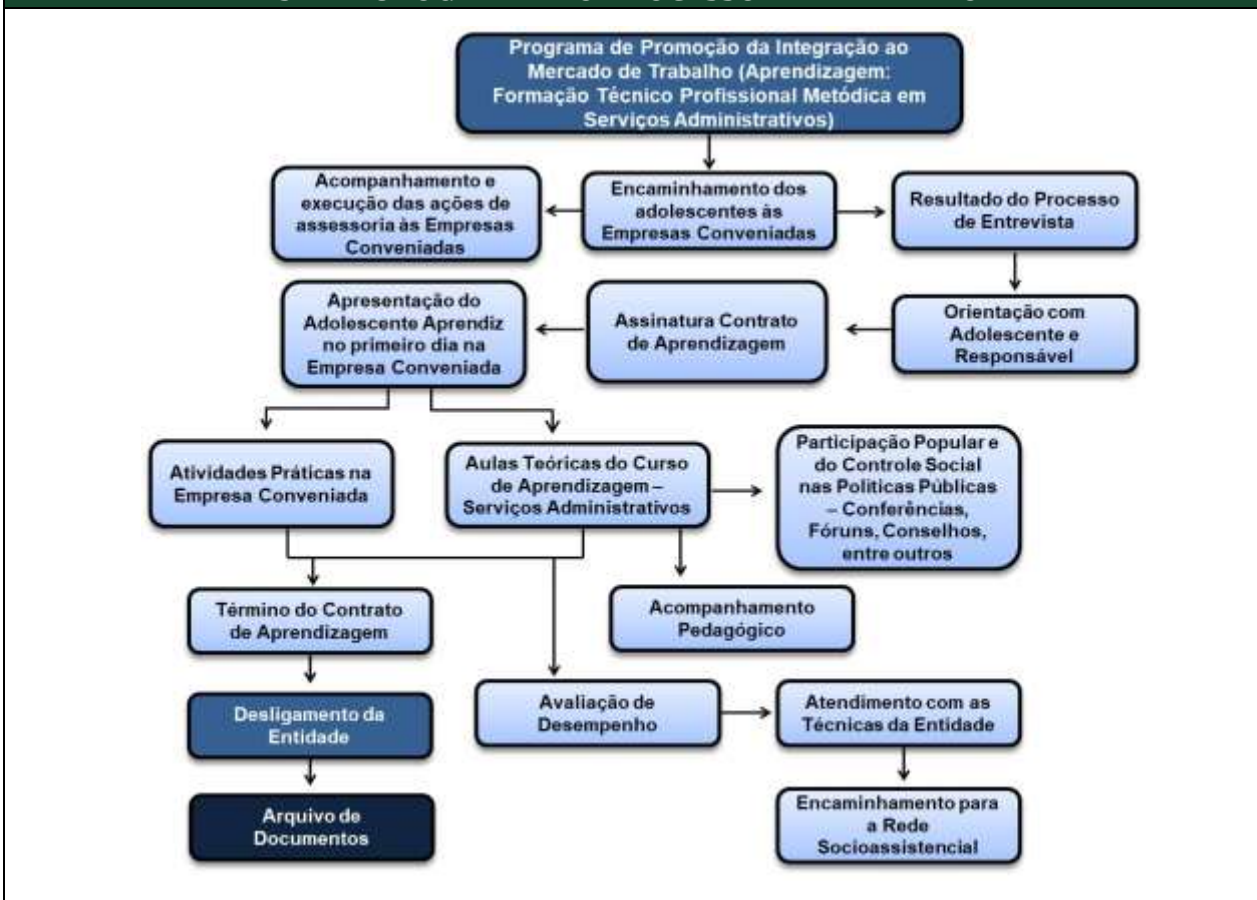 Programa de Promoção da Integração ao
Mercado de Trabalho (Aprendizagem:
Formação Técnico Profissional Metódica em
Serviços Administrativos)
Acompanhamento e
execução das ações de
assessoria às Empresas
Conveniadas
Encaminhamento dos
adolescentes às
Empresas Conveniadas
Resultado do Processo
de Entrevista
Apresentação do
Adolescente Aprendiz
no primeiro dia na
Empresa Conveniada
Assinatura Contrato
de Aprendizagem
Orientação com
Adolescente e
Responsável
Atividades Práticas na
Empresa Conveniada
Aulas Teóricas do Curso
de Aprendizagem –
Serviços Administrativos
Participação Popular e
do Controle Social
nas Politicas Públicas
– Conferências,
Fóruns, Conselhos,
entre outros
Término do Contrato
de Aprendizagem
Acompanhamento
Pedagógico
Desligamento da
Entidade
Avaliação de
Desempenho
Atendimento com as
Técnicas da Entidade
Arquivo de
Documentos
Encaminhamento para
a Rede
Socioassistencial